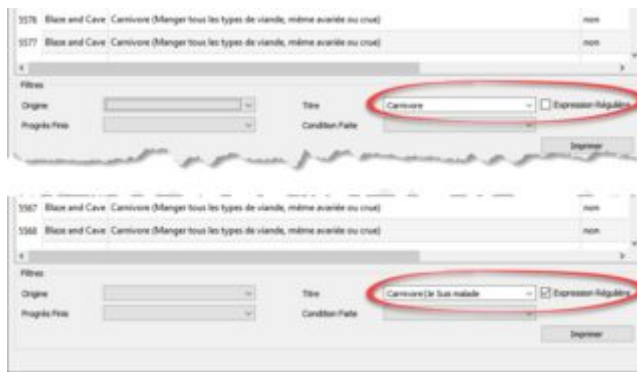 5576 Blaze and Cave Carnivore (Manger tous les types de viande, même avariée ou crue) non
5577 Blaze and Cave Carnivore (Manger tous les types de viande, même avariée ou crue) non
Filtres
Origine Titre Carnivore Expression Régulière
Progrès Finis Condition Faite
Imprimer
5567 Blaze and Cave Carnivore (Manger tous les types de viande, même avariée ou crue) non
5568 Blaze and Cave Carnivore (Manger tous les types de viande, même avariée ou crue) non
Filtres
Origine Titre Carnivore|Je Suis malade Expression Régulière
Progrès Finis Condition Faite
Imprimer